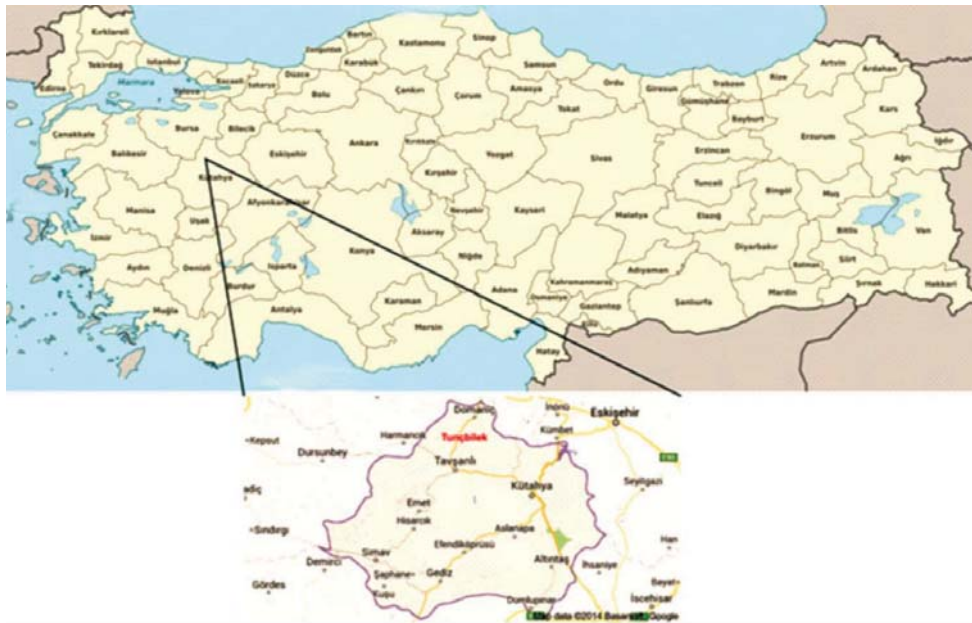 Kırklareli
Edirne
Tekirdağ
İstanbul
Marmara
Yalova
Kocaeli
Sakarya
Düzce
Zonguldak
Bartın
Karabük
Kastamonu
Sinop
Bolu
Çankırı
Çorum
Samsun
Amasya
Tokat
Ordu
Giresun
Trabzon
Gümüşhane
Rize
Bayburt
Artvin
Ardahan
Kars
Iğdır
Erzurum
Ağrı
Çanakkale
Balıkesir
Bursa
Bilecik
Eskişehir
Ankara
Kırıkkale
Yozgat
Sivas
Erzincan
Tunceli
Bingöl
Muş
Kütahya
Kırşehir
Manisa
Uşak
Afyonkarahisar
Nevşehir
Kayseri
Malatya
Elazığ
Bitlis
Van
İzmir
Aksaray
Konya
Diyarbakır
Batman
Siirt
Aydın
Denizli
Isparta
Burdur
Niğde
Adıyaman
Kahramanmaraş
Şırnak
Hakkari
Muğla
Antalya
Karaman
Mersin
Adana
Osmaniye
Gaziantep
Kilis
Şanlıurfa
Mardin
Hatay
Domaniç
İnönü
Eskişehir
Kepsut
Harmancık
Tunçbilek
Kümbet
Dursunbey
Tavşanlı
Seyitgazi
Kütahya
Emet
Hisarcık
Aslanapa
Sındırgı
Efendiköprüsü
Han
Demirci
Simav
Altıntaş
İhsaniye
Şaphane
Gediz
Gördes
Dumlupınar
İscehisar
Map data ©2014 Basarsoft, Google